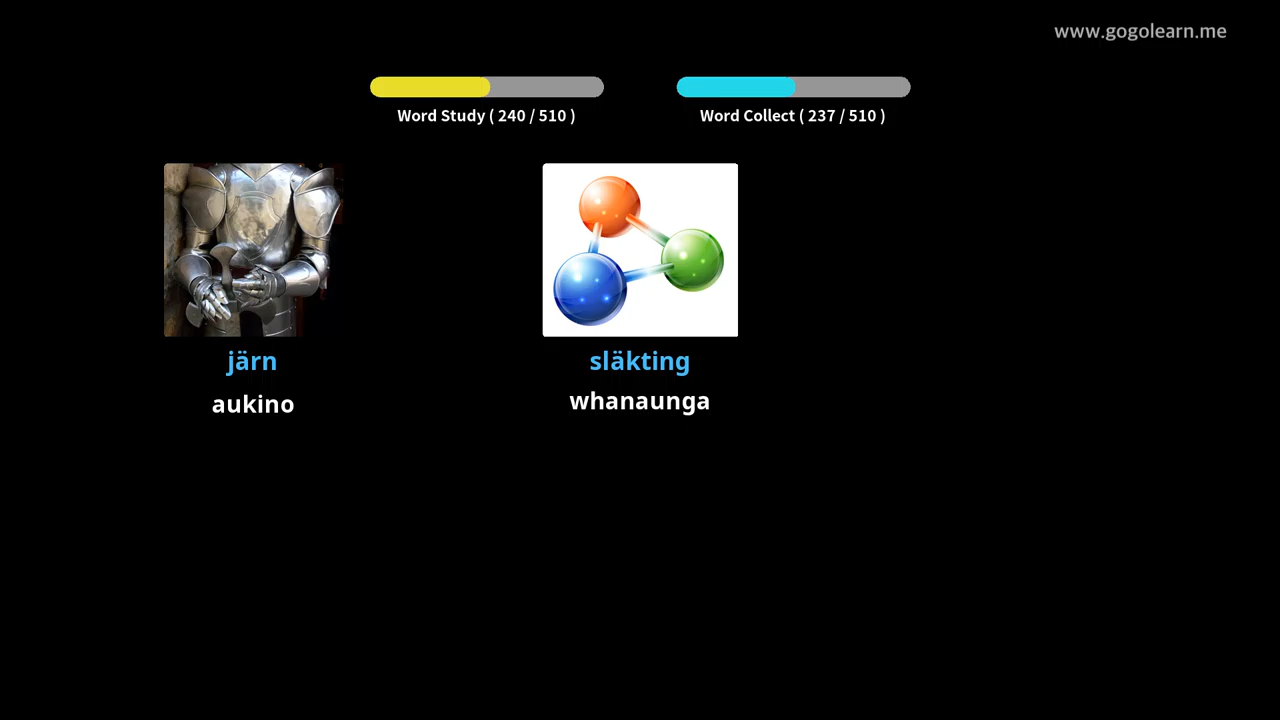 www.gogolearn.me
Word Study ( 240 / 510 )
Word Collect ( 237 / 510 )
järn
släkting
aukino
whanaunga